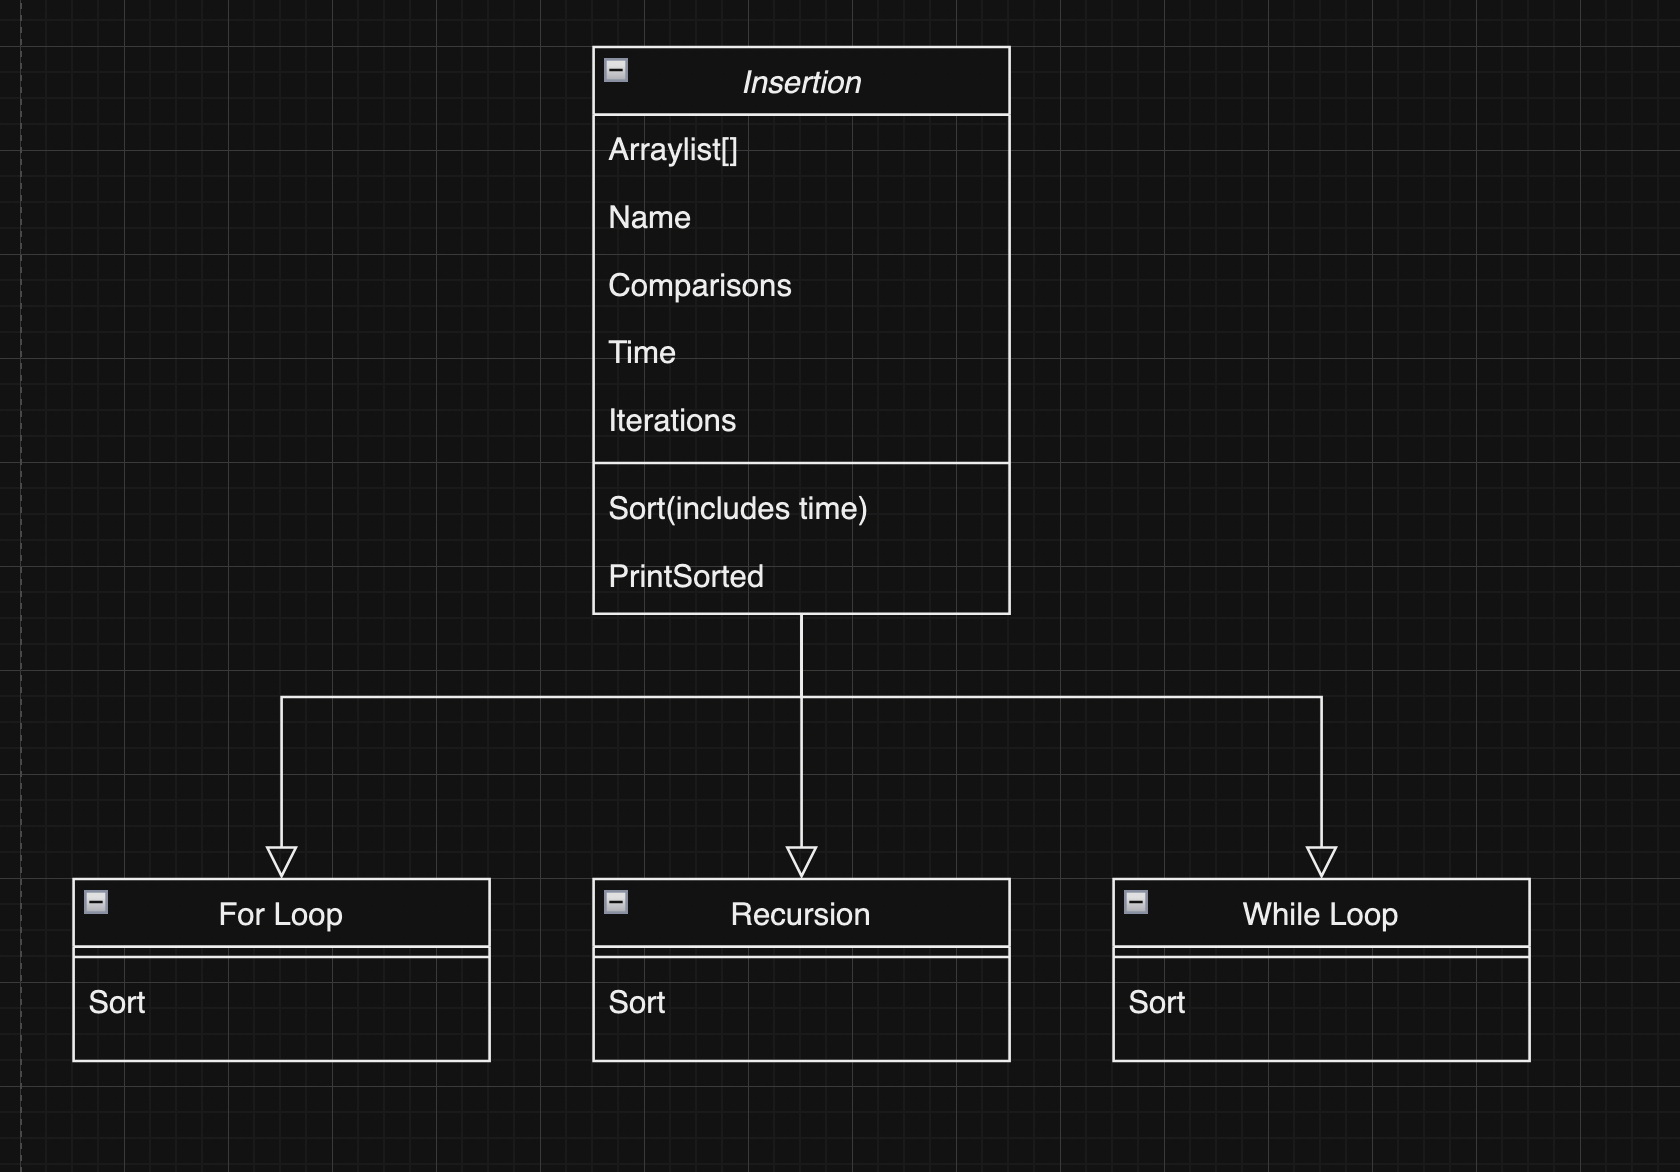 Insertion
Arraylist[]
Name
Comparisons
Time
Iterations
Sort(includes time)
PrintSorted
For Loop
Sort
Recursion
Sort
While Loop
Sort